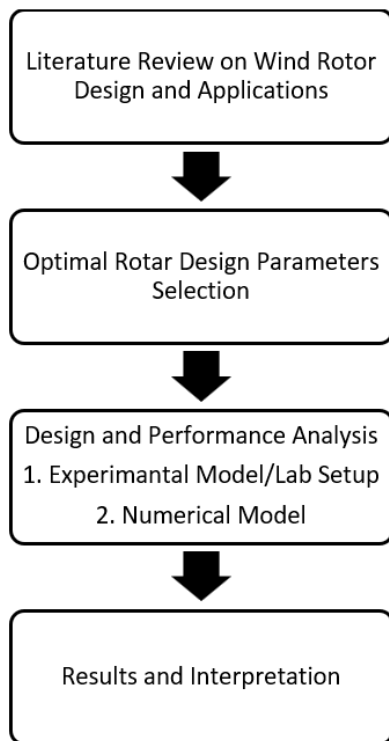 Literature Review on Wind Rotor
Design and Applications
Optimal Rotar Design Parameters
Selection
Design and Performance Analysis
1. Experimantal Model/Lab Setup
2. Numerical Model
Results and Interpretation